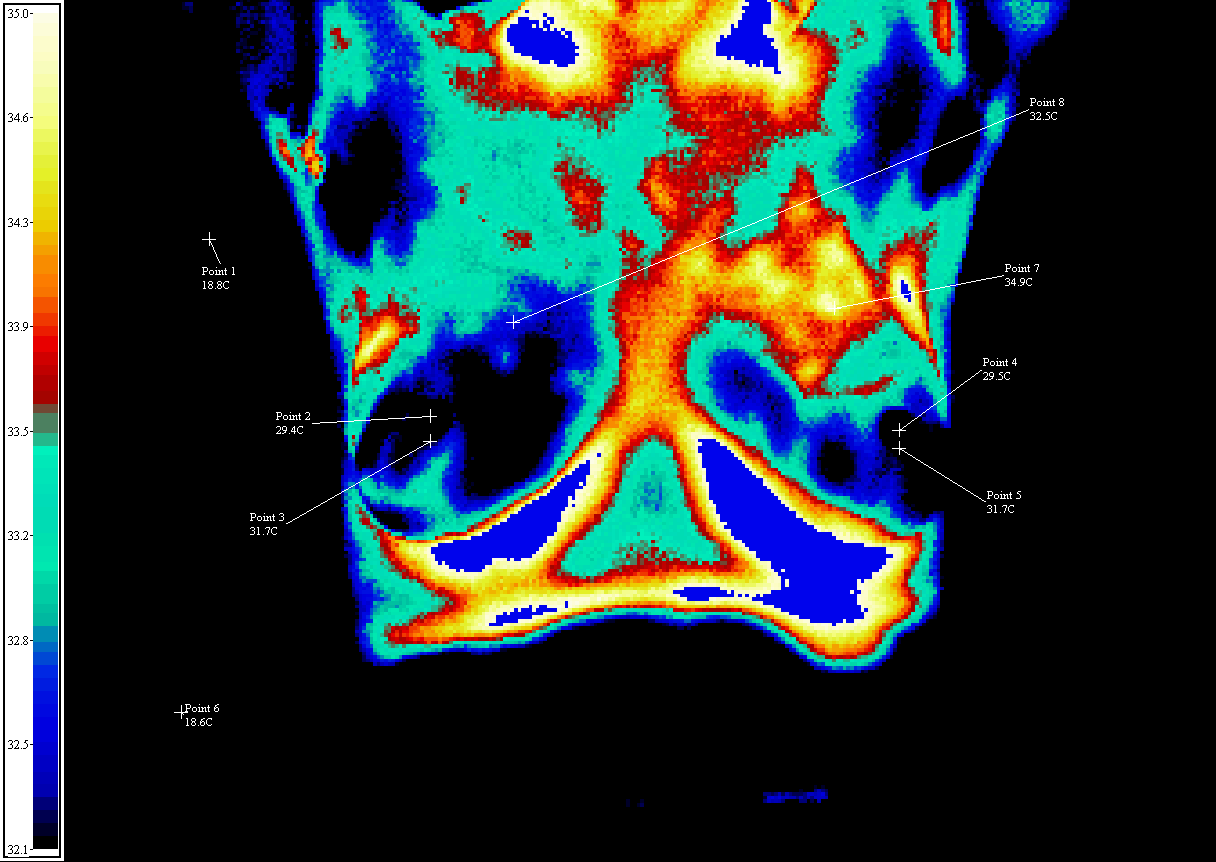 35.0
34.6
34.3
33.9
33.5
33.2
32.8
32.5
32.1
Point 8
32.5C
Point 1
18.8C
Point 7
34.9C
Point 4
29.5C
Point 2
29.4C
Point 5
31.7C
Point 3
31.7C
Point 6
18.6C